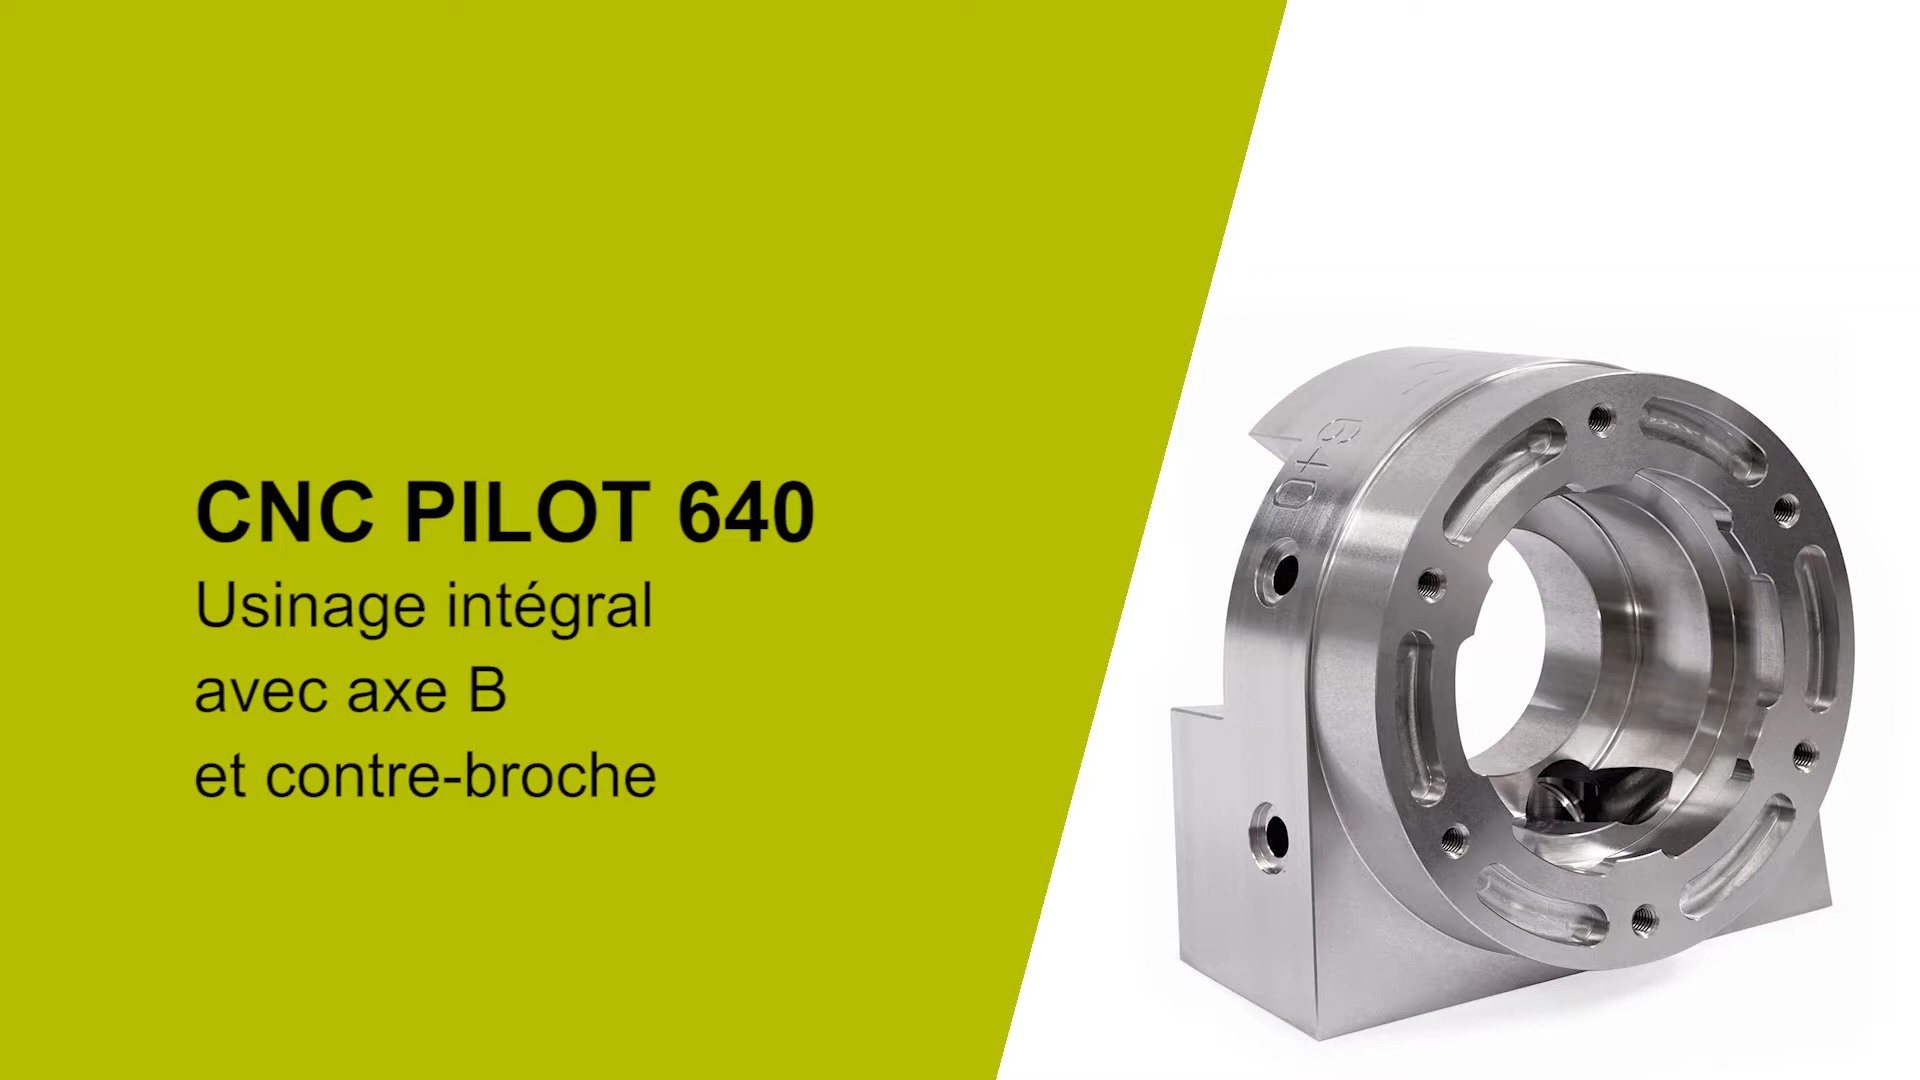 CNC PILOT 640
Usinage intégral
avec axe B
et contre-broche